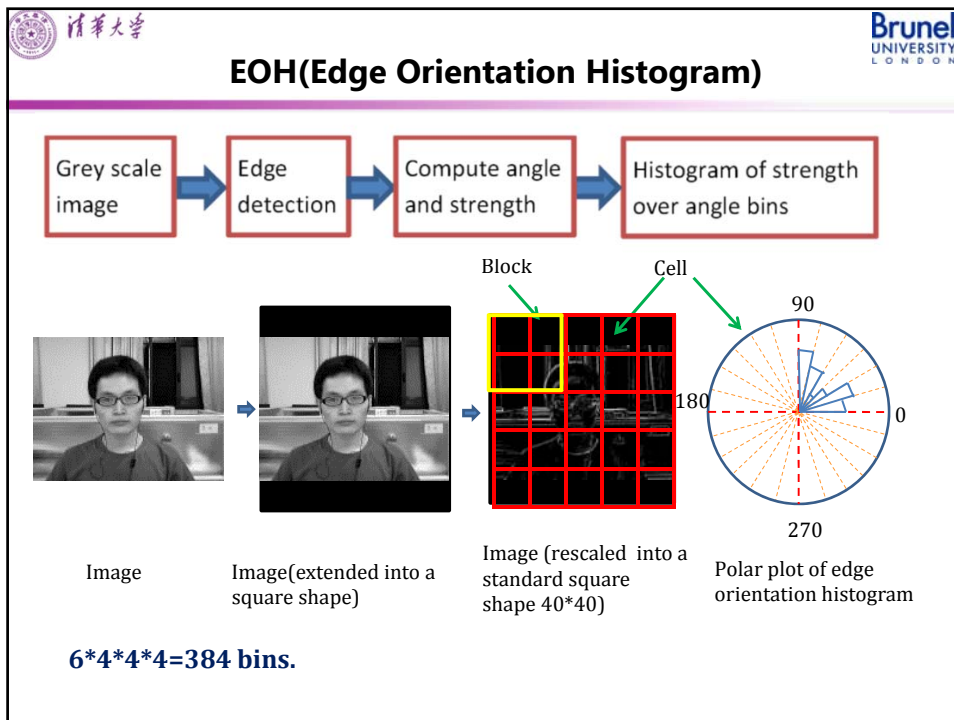 清华大学
Brunel
UNIVERSITY
LONDON
EOH(Edge Orientation Histogram)
Grey scale
image
Edge
detection
Compute angle
and strength
Histogram of strength
over angle bins
Block
Cell
90
180
0
270
Image
Image(extended into a
square shape)
Image (rescaled into a
standard square
shape 40*40)
Polar plot of edge
orientation histogram
6*4*4*4=384 bins.